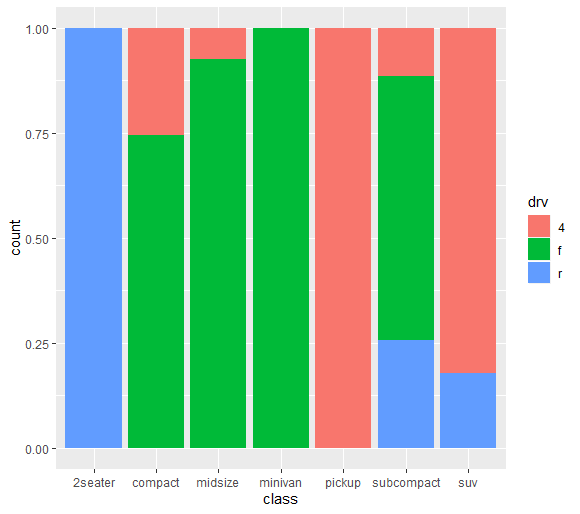 1.00
0.75
0.50
0.25
0.00
count
2seater compact midsize minivan pickup subcompact suv
class
drv
4
f
r